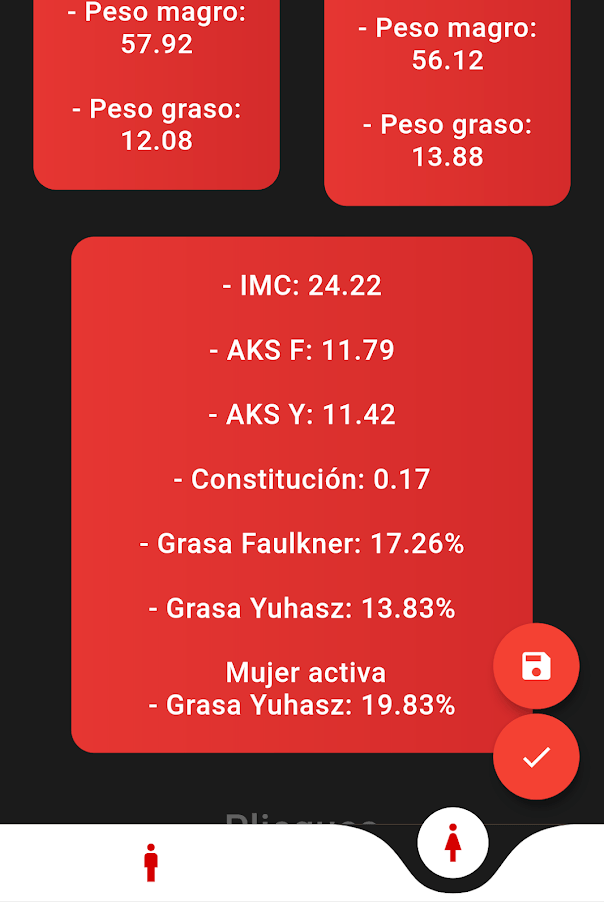 - Peso magro:
57.92
- Peso graso:
12.08
- Peso magro:
56.12
- Peso graso:
13.88
- IMC: 24.22
- AKS F: 11.79
- AKS Y: 11.42
- Constitución: 0.17
- Grasa Faulkner: 17.26%
- Grasa Yuhasz: 13.83%
Mujer activa
- Grasa Yuhasz: 19.83%